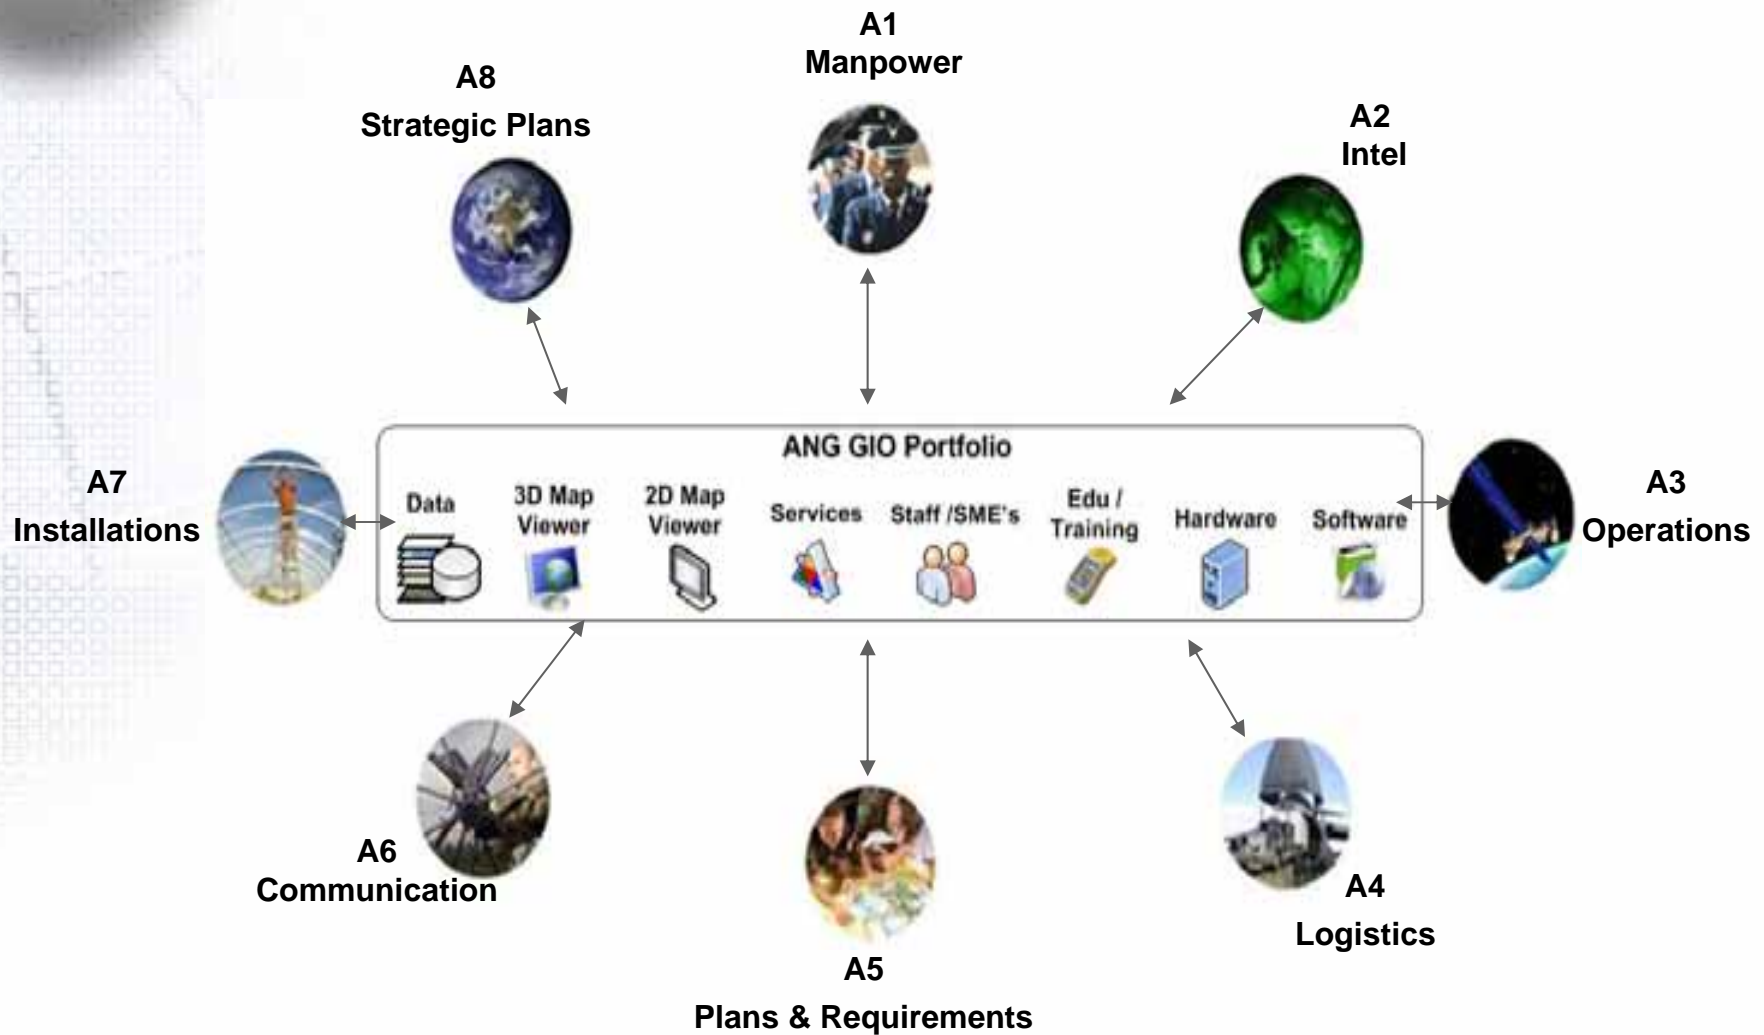 A1
Manpower
A8
Strategic Plans
A2
Intel
ANG GIO Portfolio
Data
3D Map
Viewer
2D Map
Viewer
Services
Staff /SME's
Edu /
Training
Hardware
Software
A7
Installations
A3
Operations
A6
Communication
A4
Logistics
A5
Plans & Requirements